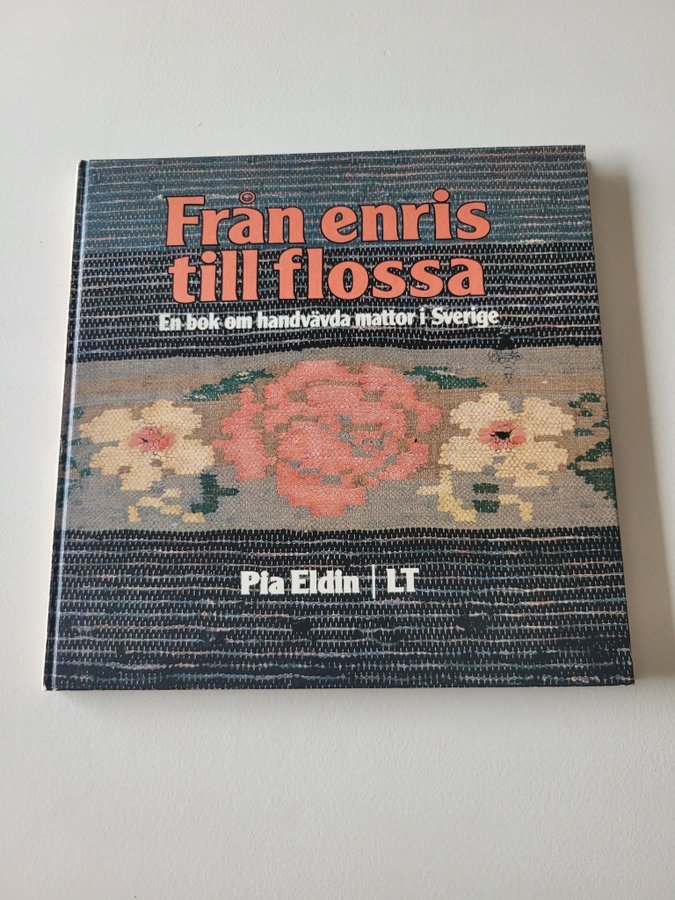 Från enris
till flossa
En bok om handvävda mattor i Sverige
Pia Eldin | LT